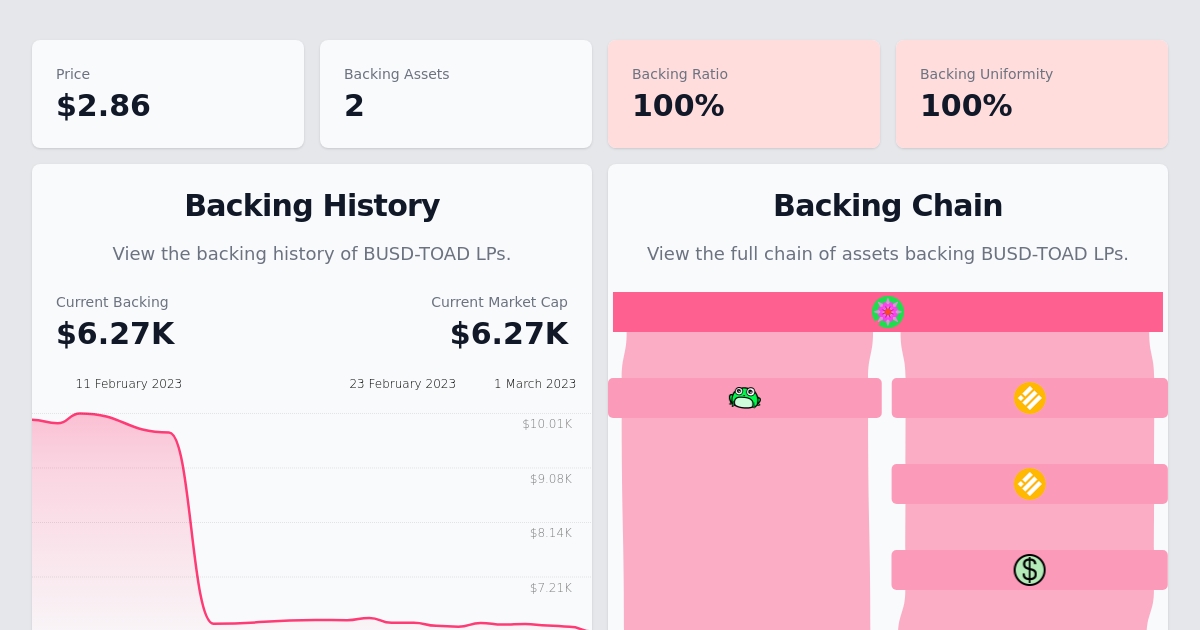 Price
$2.86
Backing Assets
2
Backing Ratio
100%
Backing Uniformity
100%
Backing History
View the backing history of BUSD-TOAD LPs.
Current Backing
$6.27K
Current Market Cap
$6.27K
11 February 2023
23 February 2023
1 March 2023
$10.01K
$9.08K
$8.14K
$7.21K
Backing Chain
View the full chain of assets backing BUSD-TOAD LPs.
$